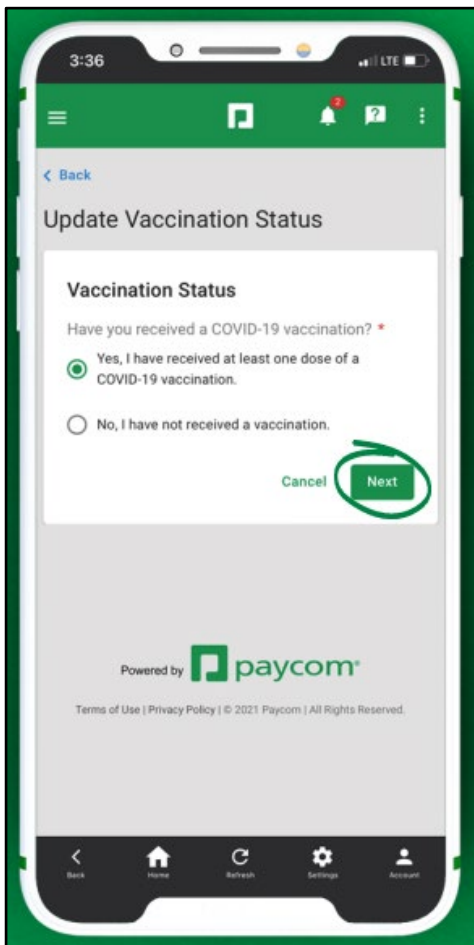 3:36
LTE
2
?
Back
Update Vaccination Status
Vaccination Status
Have you received a COVID-19 vaccination? *
Yes, I have received at least one dose of a
COVID-19 vaccination.
No, I have not received a vaccination.
Cancel Next
Powered by paycom®
Terms of Use | Privacy Policy | © 2021 Paycom | All Rights Reserved.
Back Home Refresh Settings Account